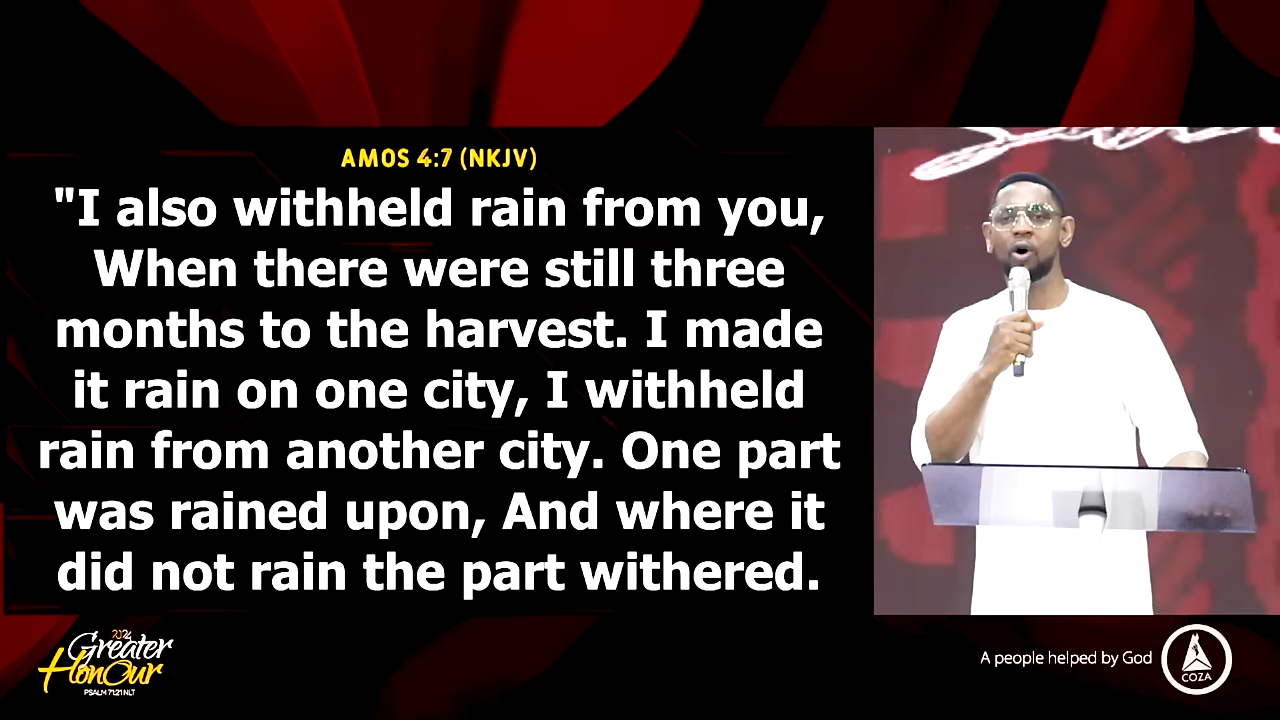 AMOS 4:7 (NKJV)
"I also withheld rain from you,
When there were still three
months to the harvest. I made
it rain on one city, I withheld
rain from another city. One part
was rained upon, And where it
did not rain the part withered.
2024
Greater
HonOur
PSALM 71:21 NLT
A people helped by God
COZA